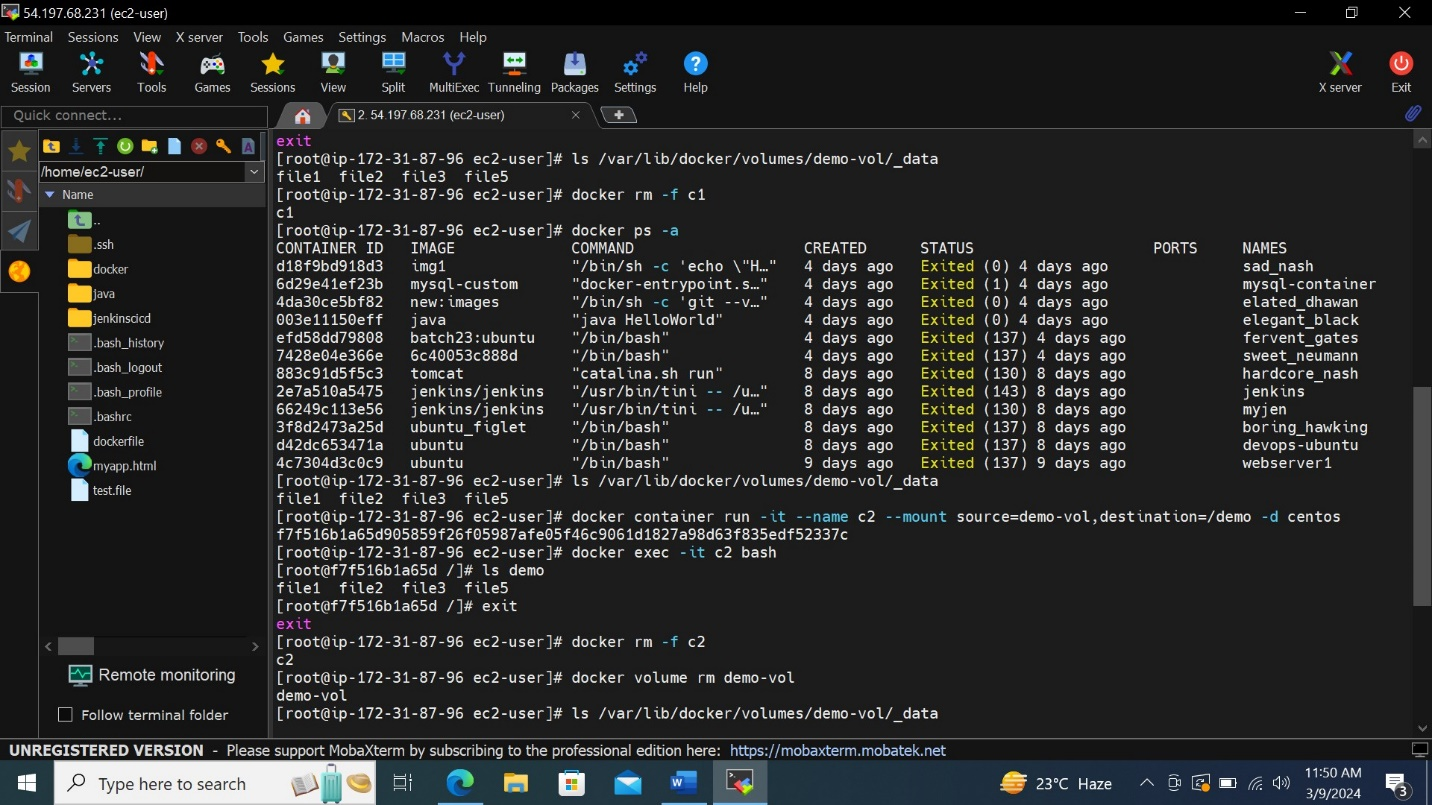 54.197.68.231 (ec2-user)
Terminal Sessions View X server Tools Games Settings Macros Help
Session Servers Tools Games Sessions View Split MultiExec Tunneling Packages Settings Help X server Exit
Quick connect...
2. 54.197.68.231 (ec2-user)
/home/ec2-user/
Name
..
.ssh
docker
java
jenkinscicd
.bash_history
.bash_logout
.bash_profile
.bashrc
dockerfile
myapp.html
test.file
Remote monitoring
Follow terminal folder
exit
[root@ip-172-31-87-96 ec2-user]# ls /var/lib/docker/volumes/demo-vol/_data
file1 file2 file3 file5
[root@ip-172-31-87-96 ec2-user]# docker rm -f c1
c1
[root@ip-172-31-87-96 ec2-user]# docker ps -a
CONTAINER ID IMAGE COMMAND CREATED STATUS PORTS NAMES
d18f9bd918d3 img1 "/bin/sh -c 'echo \"H…" 4 days ago Exited (0) 4 days ago sad_nash
6d29e41ef23b mysql-custom "docker-entrypoint.s…" 4 days ago Exited (1) 4 days ago mysql-container
4da30ce5bf82 new:images "/bin/sh -c 'git --v…" 4 days ago Exited (0) 4 days ago elated_dhawan
003e11150eff java "java HelloWorld" 4 days ago Exited (0) 4 days ago elegant_black
efd58dd79808 batch23:ubuntu "/bin/bash" 4 days ago Exited (137) 4 days ago fervent_gates
7428e04e366e 6c40053c888d "/bin/bash" 4 days ago Exited (137) 4 days ago sweet_neumann
883c91d5f5c3 tomcat "catalina.sh run" 8 days ago Exited (130) 8 days ago hardcore_nash
2e7a510a5475 jenkins/jenkins "/usr/bin/tini -- /u…" 8 days ago Exited (143) 8 days ago jenkins
66249c113e56 jenkins/jenkins "/usr/bin/tini -- /u…" 8 days ago Exited (130) 8 days ago myjen
3f8d2473a25d ubuntu_figlet "/bin/bash" 8 days ago Exited (137) 8 days ago boring_hawking
d42dc653471a ubuntu "/bin/bash" 8 days ago Exited (137) 8 days ago devops-ubuntu
4c7304d3c0c9 ubuntu "/bin/bash" 9 days ago Exited (137) 9 days ago webserver1
[root@ip-172-31-87-96 ec2-user]# ls /var/lib/docker/volumes/demo-vol/_data
file1 file2 file3 file5
[root@ip-172-31-87-96 ec2-user]# docker container run -it --name c2 --mount source=demo-vol,destination=/demo -d centos
f7f516b1a65d905859f26f05987afe05f46c9061d1827a98d63f835edf52337c
[root@ip-172-31-87-96 ec2-user]# docker exec -it c2 bash
[root@f7f516b1a65d /]# ls demo
file1 file2 file3 file5
[root@f7f516b1a65d /]# exit
exit
[root@ip-172-31-87-96 ec2-user]# docker rm -f c2
c2
[root@ip-172-31-87-96 ec2-user]# docker volume rm demo-vol
demo-vol
[root@ip-172-31-87-96 ec2-user]# ls /var/lib/docker/volumes/demo-vol/_data
UNREGISTERED VERSION - Please support MobaXterm by subscribing to the professional edition here: https://mobaxterm.mobatek.net
Type here to search
23°C Haze
11:50 AM
3/9/2024
3